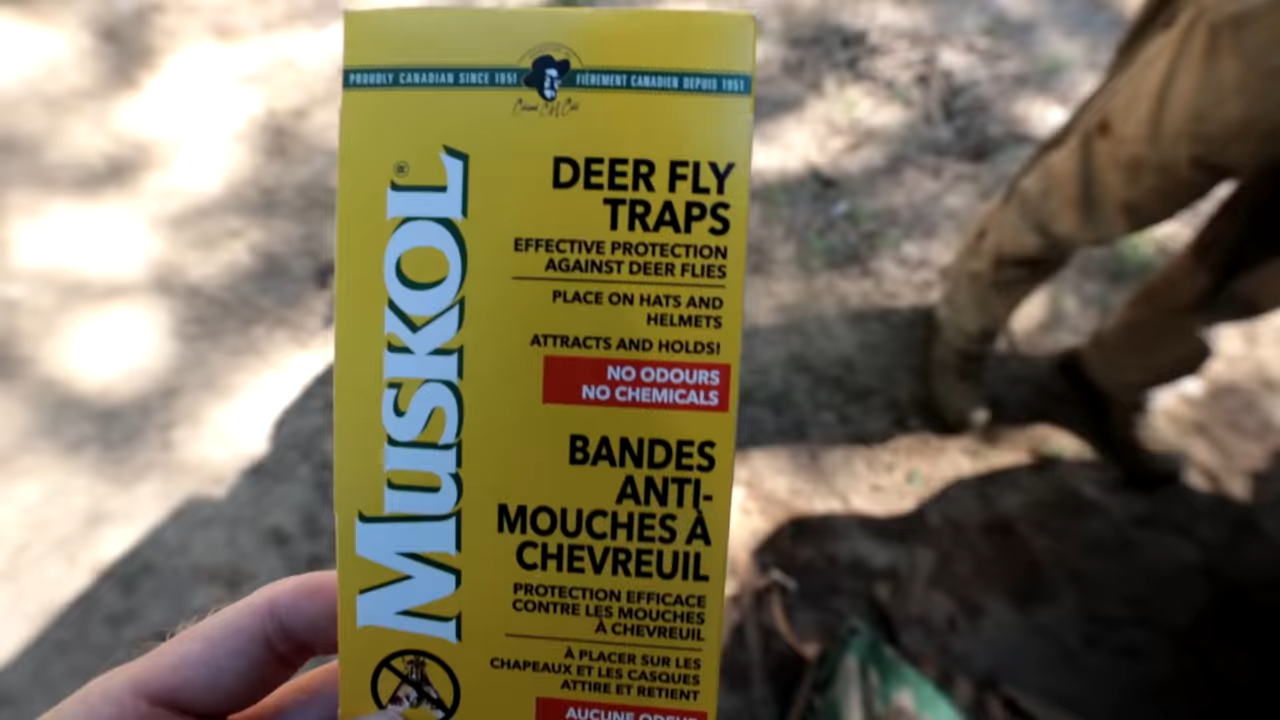 PROUDLY CANADIAN SINCE 1951
FIÈREMENT CANADIEN DEPUIS 1951
MUSKOL®
DEER FLY
TRAPS
EFFECTIVE PROTECTION
AGAINST DEER FLIES
PLACE ON HATS AND
HELMETS
ATTRACTS AND HOLDS!
NO ODOURS
NO CHEMICALS
BANDES
ANTI-
MOUCHES À
CHEVREUIL
PROTECTION EFFICACE
CONTRE LES MOUCHES
À CHEVREUIL
À PLACER SUR LES
CHAPEAUX ET LES CASQUES
ATTIRE ET RETIENT
AUCUNE ODEUR